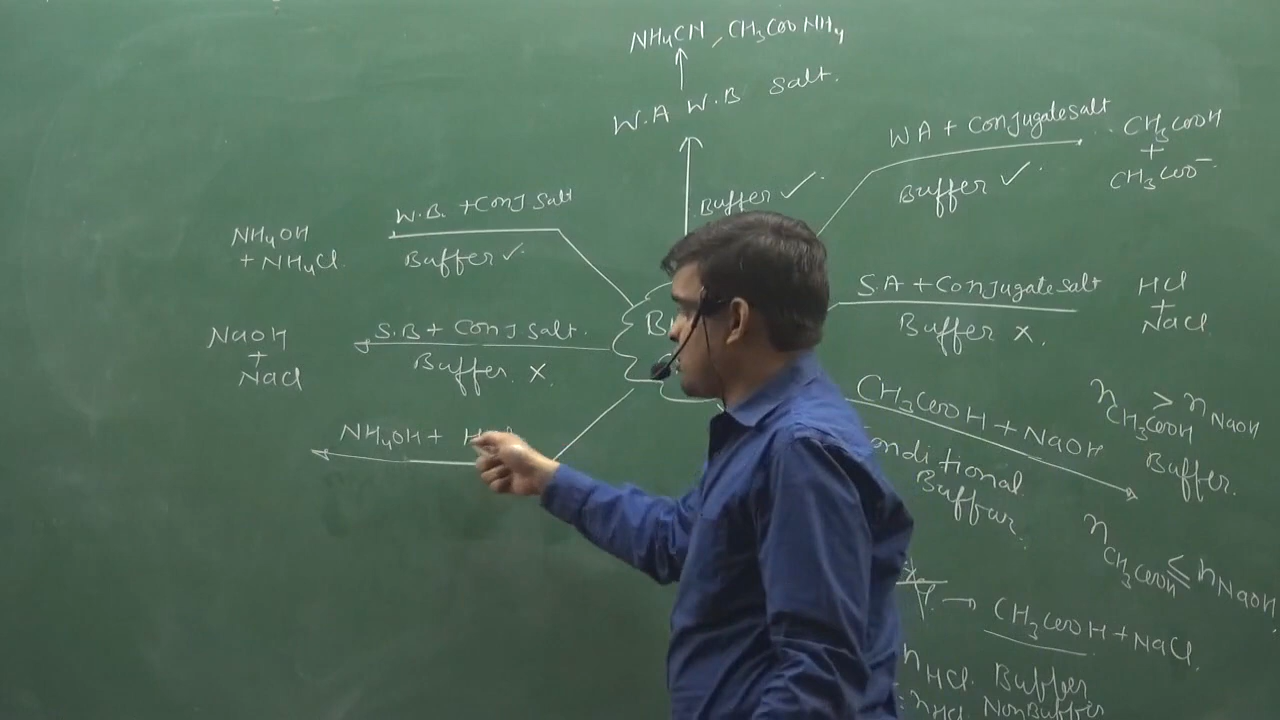 NH4CN, CH3COONH4
W.A W.B Salt.
Buffer ✓
WA + Conjugate Salt
Buffer ✓
CH3COOH
+
CH3COO⁻
W.B. + Conj Salt
Buffer ✓
NH4OH
+ NH4Cl
S.B + Conj Salt.
Buffer. X.
NaOH
+
NaCl
NH4OH +
S.A + Conjugate Salt
Buffer X.
HCl
+
NaCl
CH3COOH + NaOH
Buffer
nCH3COOH > nNaOH
Buffer.
nCH3COOH ≤ nNaOH
→ CH3COOH + NaCl
nHCl. Buffer
: nHCl. NonBuffer